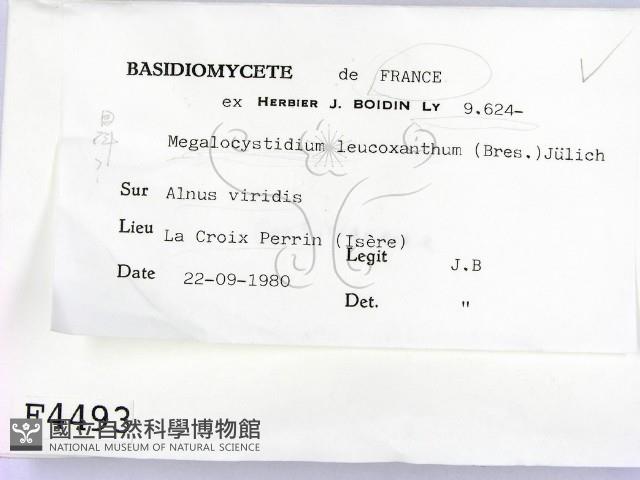 BASIDIOMYCETE de FRANCE
ex HERBIER J. BOIDIN LY 9.624-
Megalocystidium leucoxanthum (Bres.)Jülich
Sur Alnus viridis
Lieu La Croix Perrin (Isère)
Legit J.B
Date 22-09-1980
Det. "
F4493
國立自然科學博物館
NATIONAL MUSEUM OF NATURAL SCIENCE